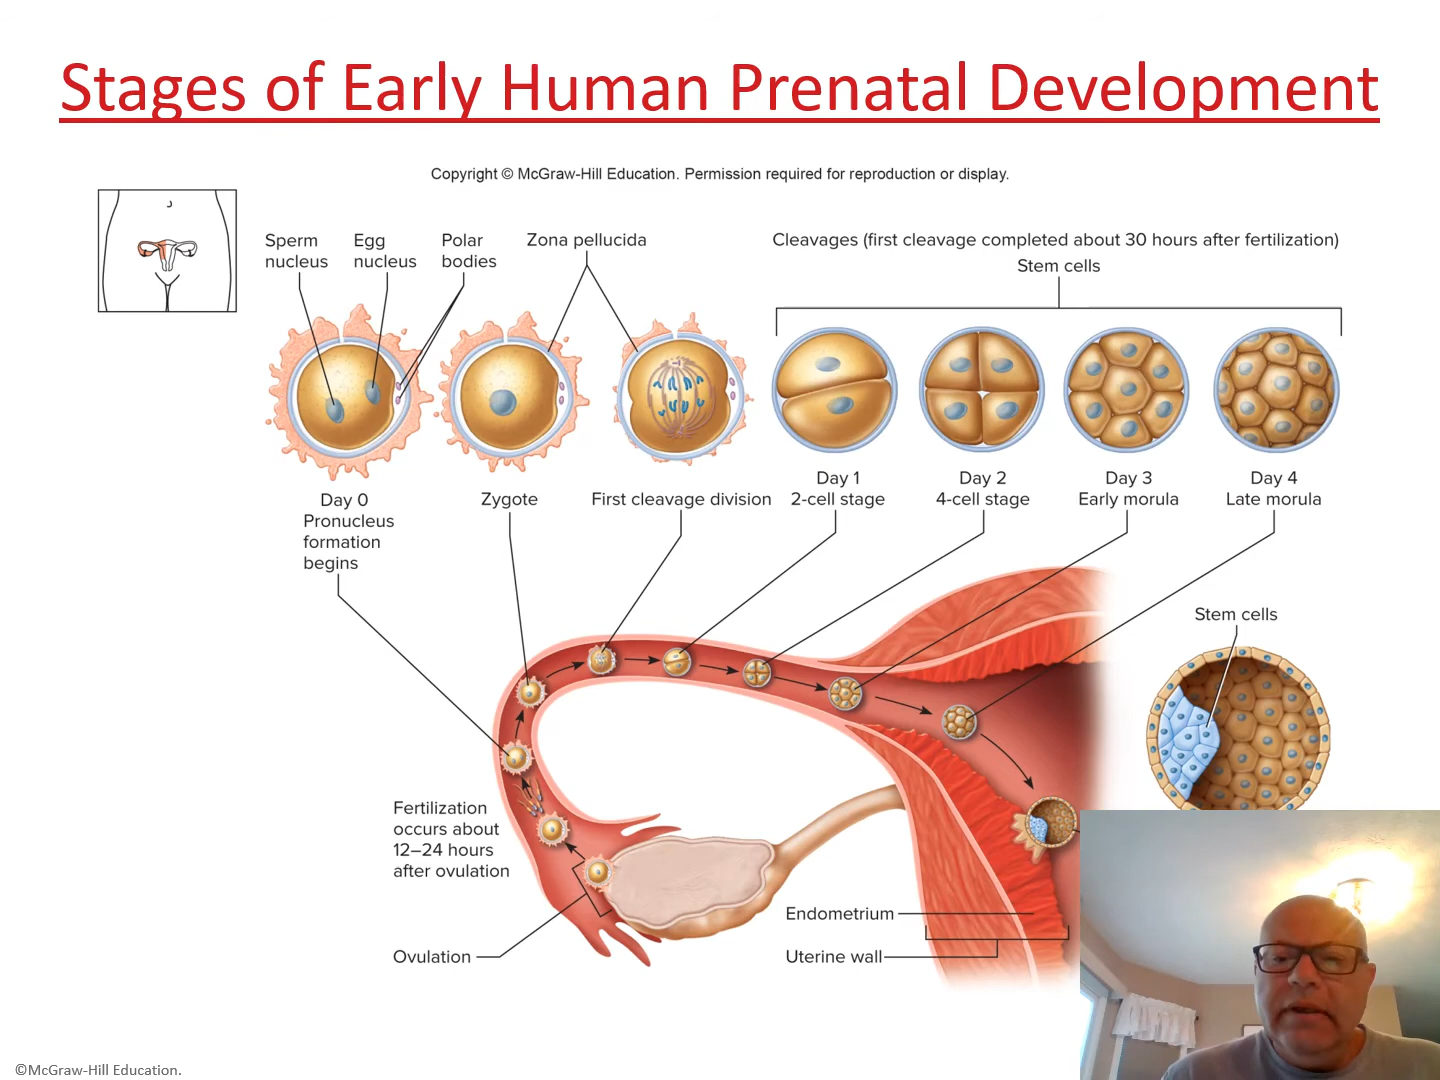 Stages of Early Human Prenatal Development
Copyright © McGraw-Hill Education. Permission required for reproduction or display.
Sperm
nucleus
Egg
nucleus
Polar
bodies
Zona pellucida
Cleavages (first cleavage completed about 30 hours after fertilization)
Stem cells
Day 0
Pronucleus
formation
begins
Zygote
First cleavage division
Day 1
2-cell stage
Day 2
4-cell stage
Day 3
Early morula
Day 4
Late morula
Stem cells
Fertilization
occurs about
12–24 hours
after ovulation
Ovulation
Endometrium
Uterine wall
©McGraw-Hill Education.